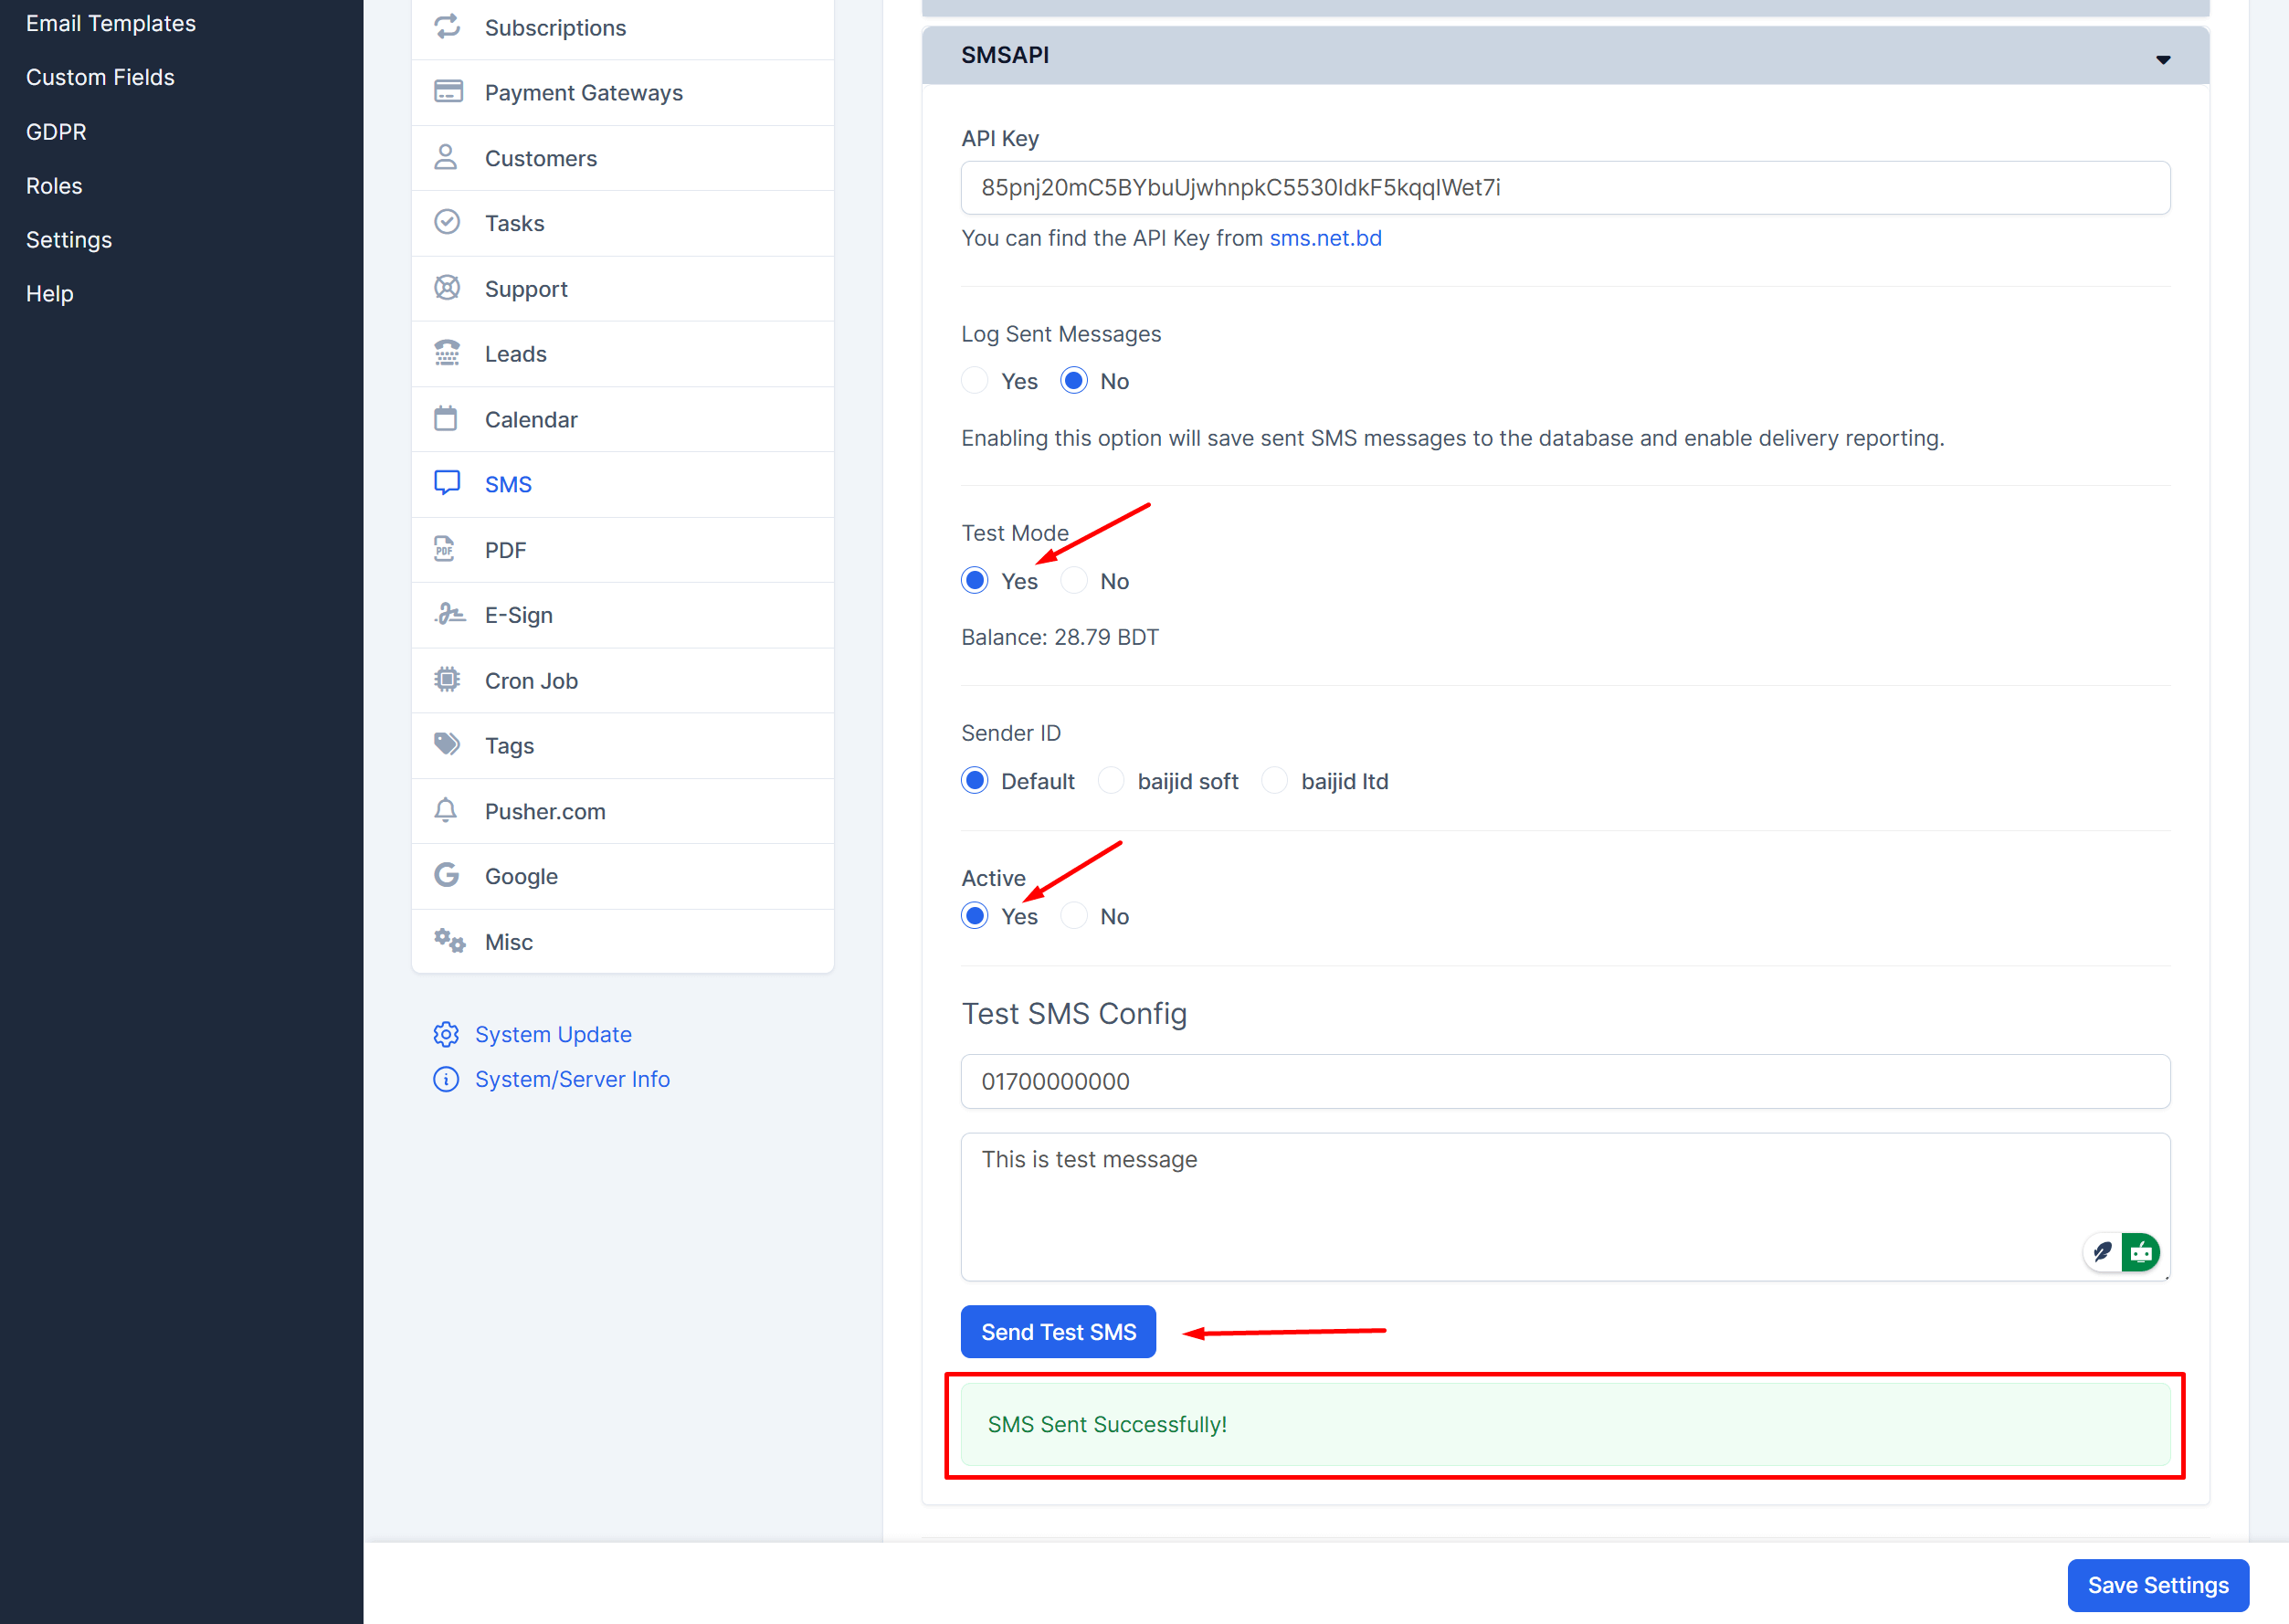 Email Templates
Custom Fields
GDPR
Roles
Settings
Help
Subscriptions
Payment Gateways
Customers
Tasks
Support
Leads
Calendar
SMS
PDF
PDF
E-Sign
Cron Job
Tags
Pusher.com
Google
Misc
System Update
System/Server Info
SMSAPI
API Key
85pnj20mC5BYbuUjwhnpkC5530IdkF5kqqIWet7i
You can find the API Key from sms.net.bd
Log Sent Messages
Yes No
Enabling this option will save sent SMS messages to the database and enable delivery reporting.
Test Mode
Yes No
Balance: 28.79 BDT
Sender ID
Default baijid soft baijid ltd
Active
Yes No
Test SMS Config
01700000000
This is test message
Send Test SMS
SMS Sent Successfully!
Save Settings